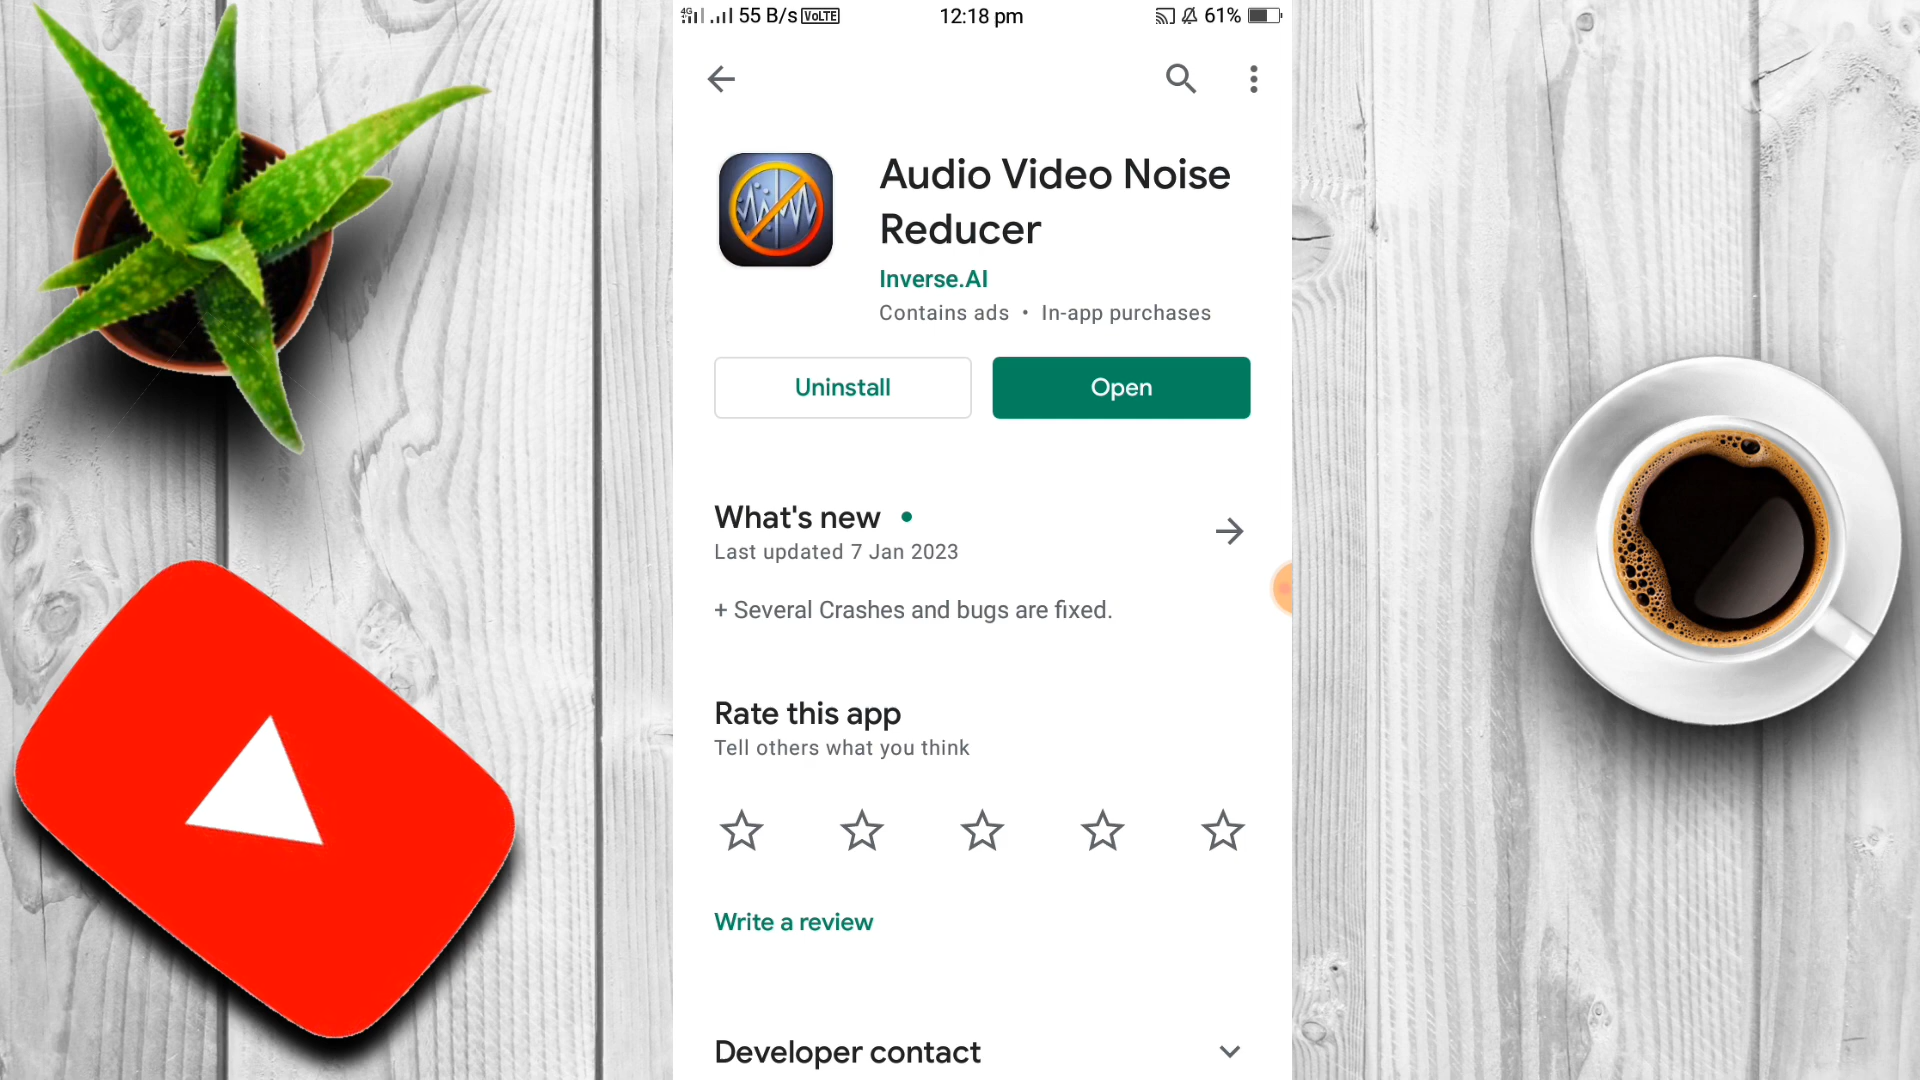 4G 55 B/s VoLTE 12:18 pm 61%
Audio Video Noise
Reducer
Inverse.AI
Contains ads • In-app purchases
Uninstall Open
What's new •
Last updated 7 Jan 2023
+ Several Crashes and bugs are fixed.
Rate this app
Tell others what you think
Write a review
Developer contact